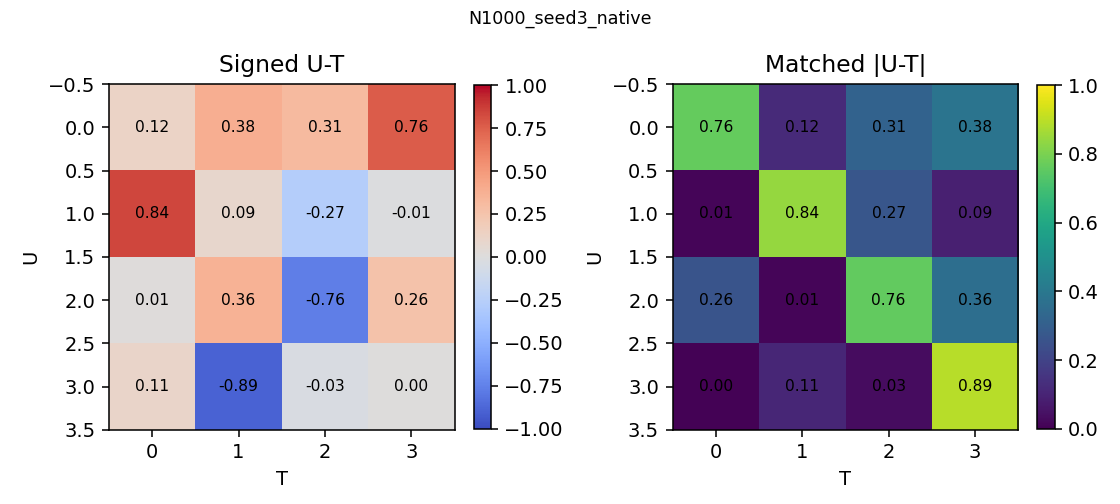 N1000_seed3_native
Signed U-T
−0.5
0.0
0.5
1.0
1.5
2.0
2.5
3.0
3.5
U
0.12 0.38 0.31 0.76
0.84 0.09 -0.27 -0.01
0.01 0.36 -0.76 0.26
0.11 -0.89 -0.03 0.00
0 1 2 3
T
1.00
0.75
0.50
0.25
0.00
−0.25
−0.50
−0.75
−1.00
Matched |U-T|
−0.5
0.0
0.5
1.0
1.5
2.0
2.5
3.0
3.5
U
0.76 0.12 0.31 0.38
0.01 0.84 0.27 0.09
0.26 0.01 0.76 0.36
0.00 0.11 0.03 0.89
0 1 2 3
T
1.0
0.8
0.6
0.4
0.2
0.0